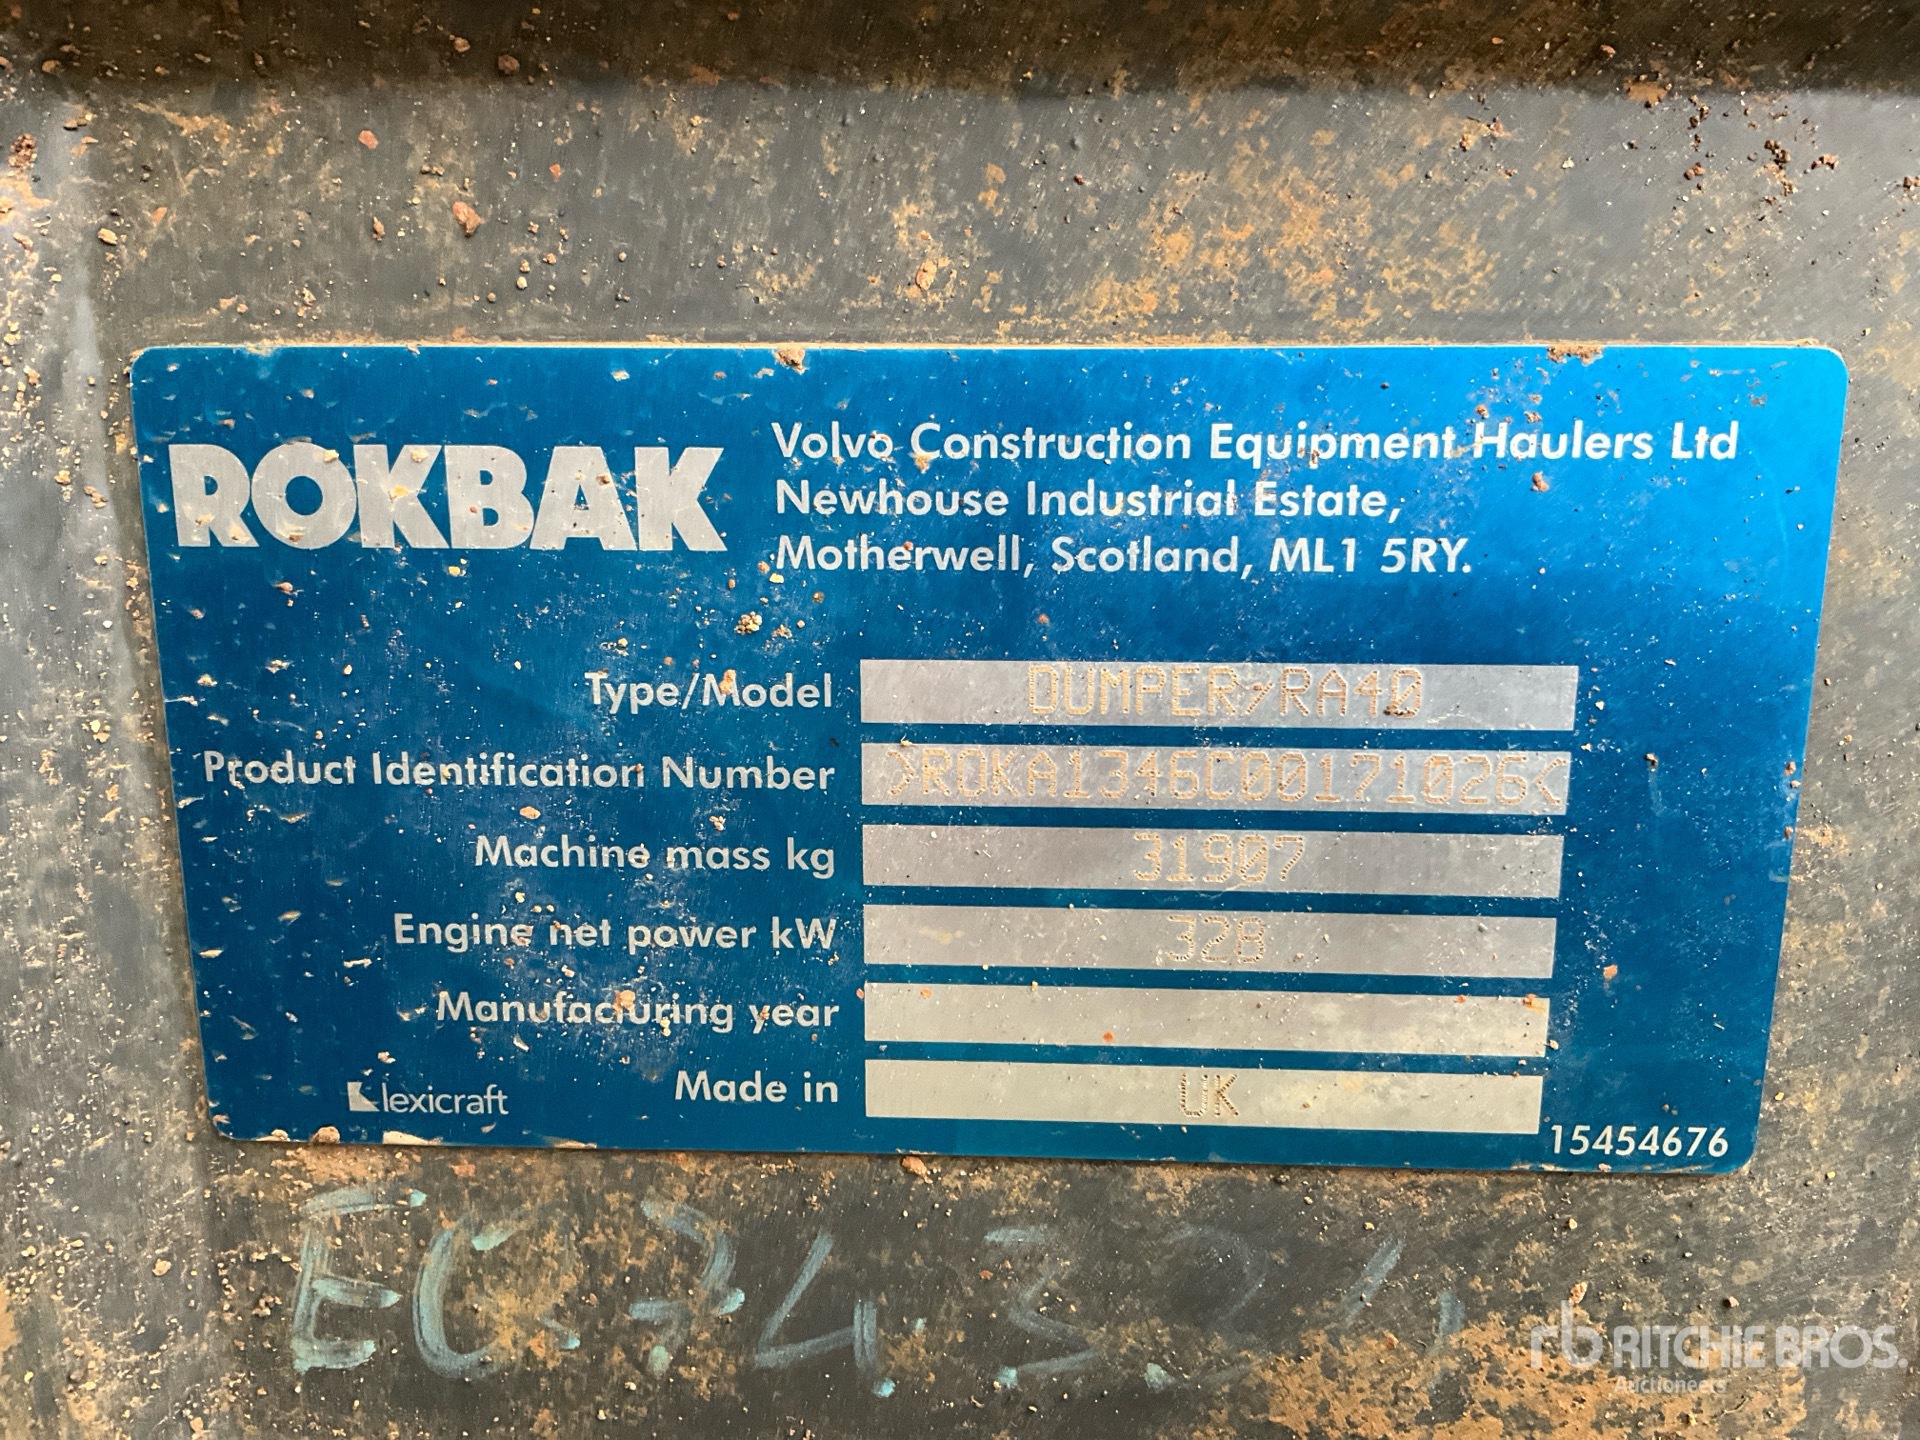 ROKBAK
Volvo Construction Equipment Haulers Ltd
Newhouse Industrial Estate,
Motherwell, Scotland, ML1 5RY.
Type/Model DUMPER/RA40
Product Identification Number >ROKA1346C00171026<
Machine mass kg 31907
Engine net power kW 328
Manufacturing year
Made in UK
lexicraft
15454676
rb RITCHIE BROS.
Auctioneers